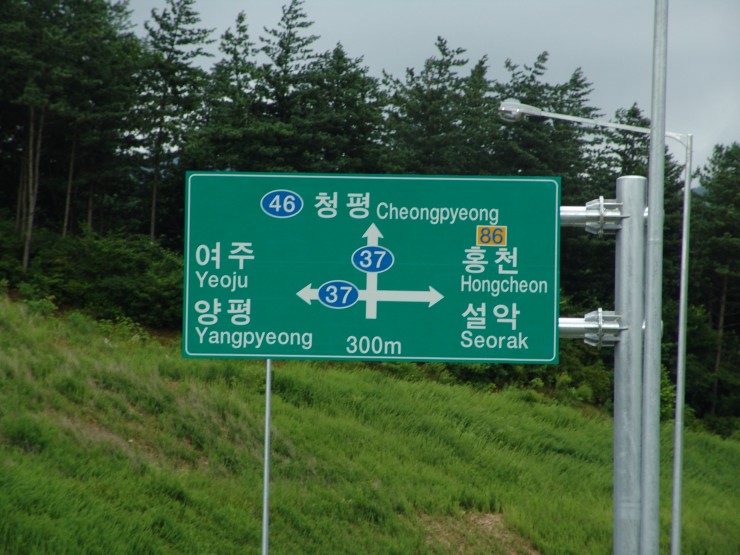 46 청평 Cheongpyeong
37
여주
Yeoju
양평
Yangpyeong
37
86
홍천
Hongcheon
설악
Seorak
300m